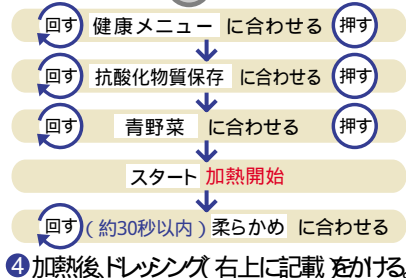 回す 健康メニュー に合わせる 押す
回す 抗酸化物質保存 に合わせる 押す
回す 青野菜 に合わせる 押す
スタート 加熱開始
回す (約30秒以内) 柔らかめ に合わせる
④加熱後、ドレッシング(右上に記載)をかける